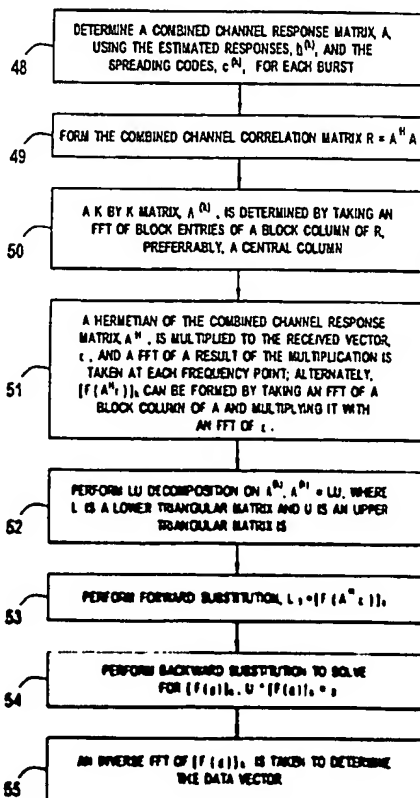 DETERMINE A COMBINED CHANNEL RESPONSE MATRIX, A,
USING THE ESTIMATED RESPONSES, h^(k), AND THE
SPREADING CODES, c^(k), FOR EACH BURST
48
FORM THE COMBINED CHANNEL CORRELATION MATRIX R = A^H A
49
A K BY K MATRIX, Λ^(k), IS DETERMINED BY TAKING AN
FFT OF BLOCK ENTRIES OF A BLOCK COLUMN OF R,
PREFERRABLY, A CENTRAL COLUMN
50
A HERMETIAN OF THE COMBINED CHANNEL RESPONSE
MATRIX, A^H, IS MULTIPLIED TO THE RECEIVED VECTOR,
r, AND A FFT OF A RESULT OF THE MULTIPLICATION IS
TAKEN AT EACH FREQUENCY POINT; ALTERNATELY,
[F(A^H r)]k CAN BE FORMED BY TAKING AN FFT OF A
BLOCK COLUMN OF A AND MULTIPLYING IT WITH
AN FFT OF r.
51
PERFORM LU DECOMPOSITION ON Λ^(k), Λ^(k) = LU, WHERE
L IS A LOWER TRIANGULAR MATRIX AND U IS AN UPPER
TRIANGULAR MATRIX IS
52
PERFORM FORWARD SUBSTITUTION, L y = [F(A^H r)]k
53
PERFORM BACKWARD SUBSTITUTION TO SOLVE
FOR [F(d)]k, U [F(d)]k = y
54
AN INVERSE FFT OF [F(d)]k IS TAKEN TO DETERMINE
THE DATA VECTOR
55